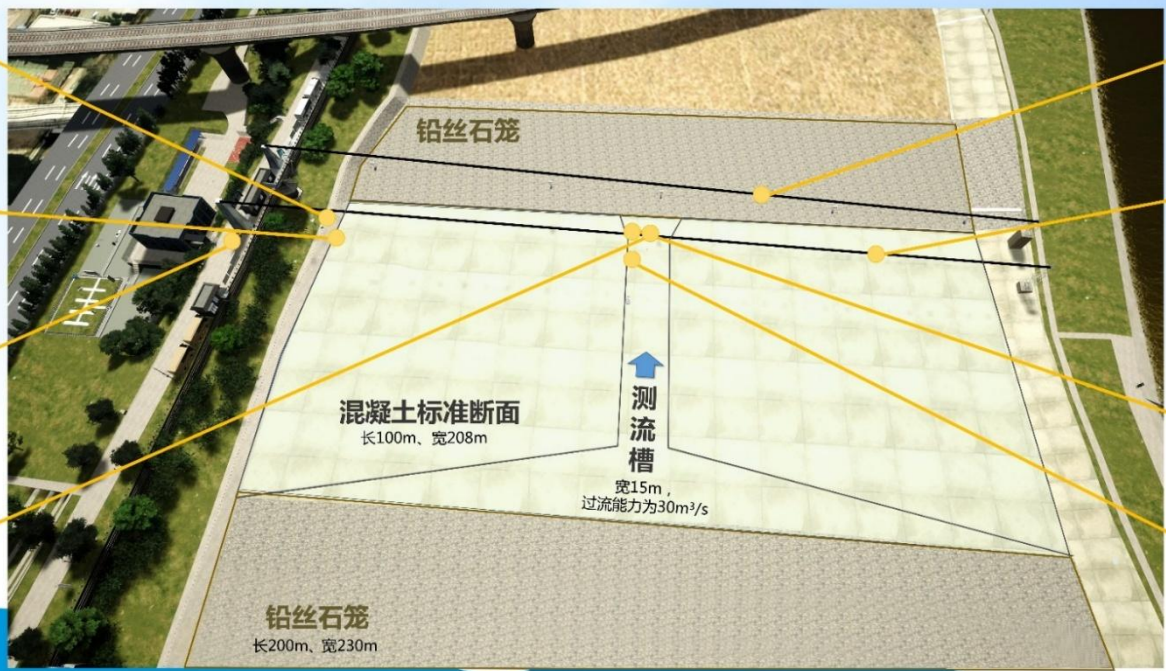 铅丝石笼
混凝土标准断面
长100m、宽208m
测
流
槽
宽15m，
过流能力为30m³/s
铅丝石笼
长200m、宽230m